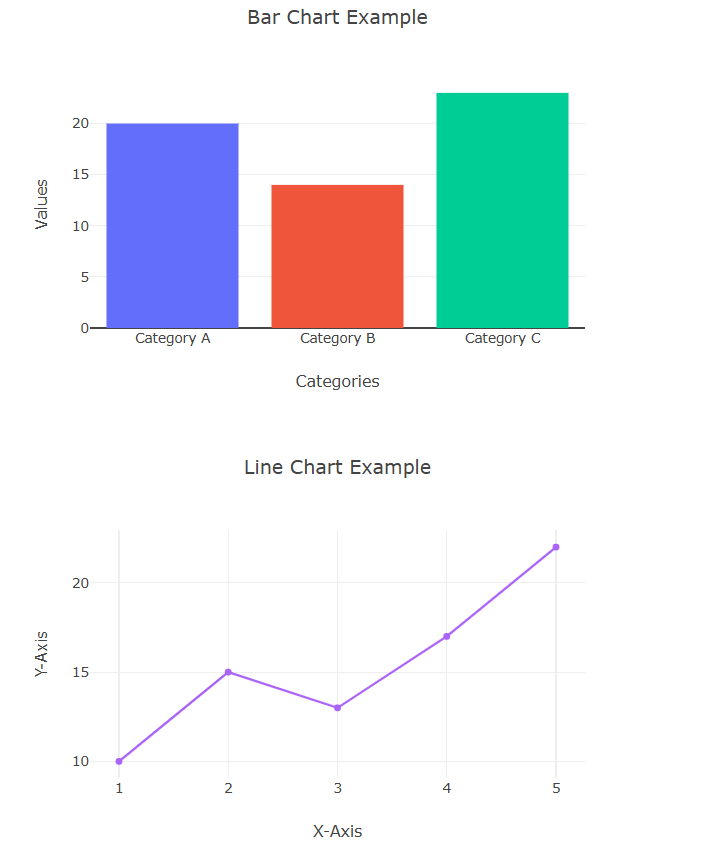 Bar Chart Example
20
15
10
5
0
Values
Category A Category B Category C
Categories
Line Chart Example
20
15
10
Y-Axis
1 2 3 4 5
X-Axis